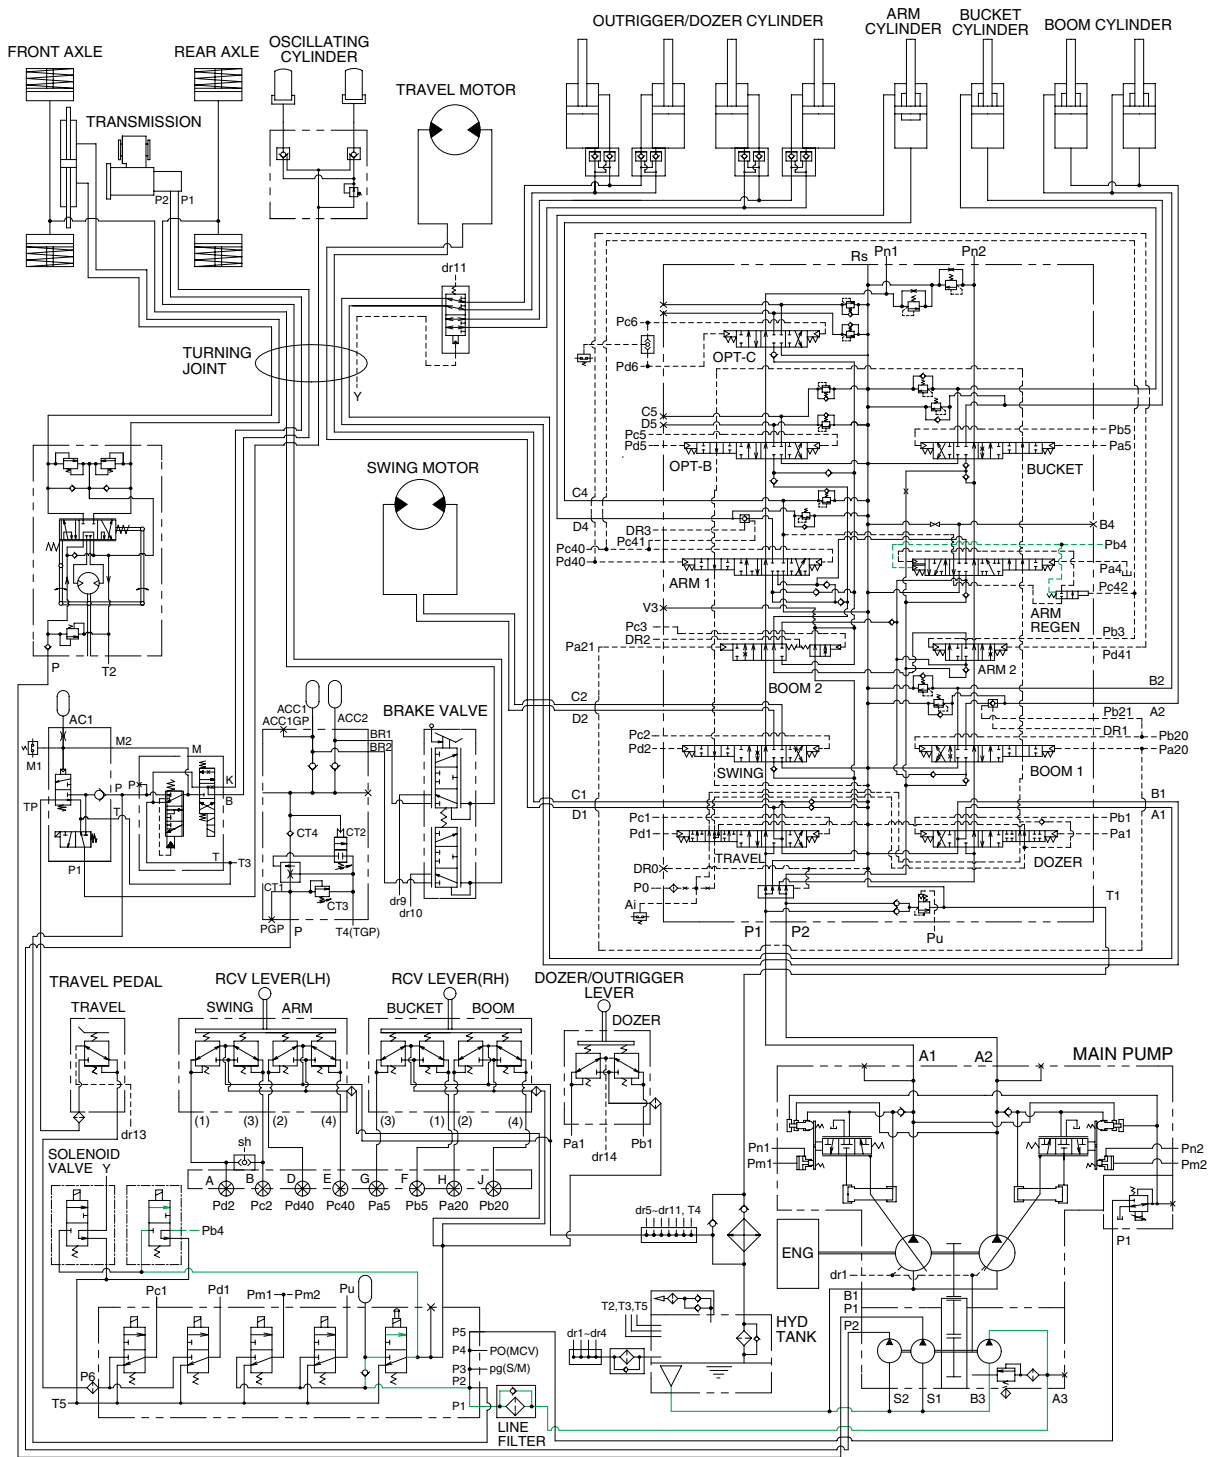 OUTRIGGER/DOZER CYLINDER
ARM
CYLINDER
BUCKET
CYLINDER
BOOM CYLINDER
FRONT AXLE
REAR AXLE
OSCILLATING
CYLINDER
TRAVEL MOTOR
TRANSMISSION
P2
P1
dr11
Rs
Pn1
Pn2
Pc6
OPT-C
Pd6
TURNING
JOINT
Y
C5
D5
Pc5
Pd5
OPT-B
Pb5
Pa5
BUCKET
SWING MOTOR
C4
D4
DR3
Pc41
Pc40
Pd40
ARM 1
B4
Pb4
Pa4
Pc42
ARM
REGEN
V3
Pc3
DR2
Pa21
BOOM 2
Pb3
Pd41
ARM 2
P
T2
B2
C2
D2
A2
Pb21
DR1
Pb20
Pa20
Pc2
Pd2
SWING
BOOM 1
AC1
M2
M1
M
K
B
P
P
TP
T
T
T3
P1
ACC1
ACC1GP
ACC2
BR1
BR2
CT4
CT2
CT1
CT3
PGP
P
T4(TGP)
BRAKE VALVE
dr9
dr10
C1
D1
B1
A1
Pc1
Pd1
TRAVEL
Pb1
Pa1
DOZER
DR0
P0
Ai
T1
P1
P2
Pu
TRAVEL PEDAL
TRAVEL
dr13
RCV LEVER(LH)
SWING
ARM
(1)
(3)
(2)
(4)
RCV LEVER(RH)
BUCKET
BOOM
(3)
(1)
(2)
(4)
DOZER/OUTRIGGER
LEVER
DOZER
Pa1
Pb1
dr14
sh
A
B
D
E
G
F
H
J
Pd2
Pc2
Pd40
Pc40
Pa5
Pb5
Pa20
Pb20
SOLENOID
VALVE
Y
Pb4
MAIN PUMP
A1
A2
Pn1
Pm1
Pn2
Pm2
P1
ENG
dr1
B1
P1
P2
S2
S1
B3
A3
dr5~dr11, T4
T2,T3,T5
dr1~dr4
HYD
TANK
Pc1
Pd1
Pm1
Pm2
Pu
P6
T5
P5
P4
PO(MCV)
P3
pg(S/M)
P2
P1
LINE
FILTER